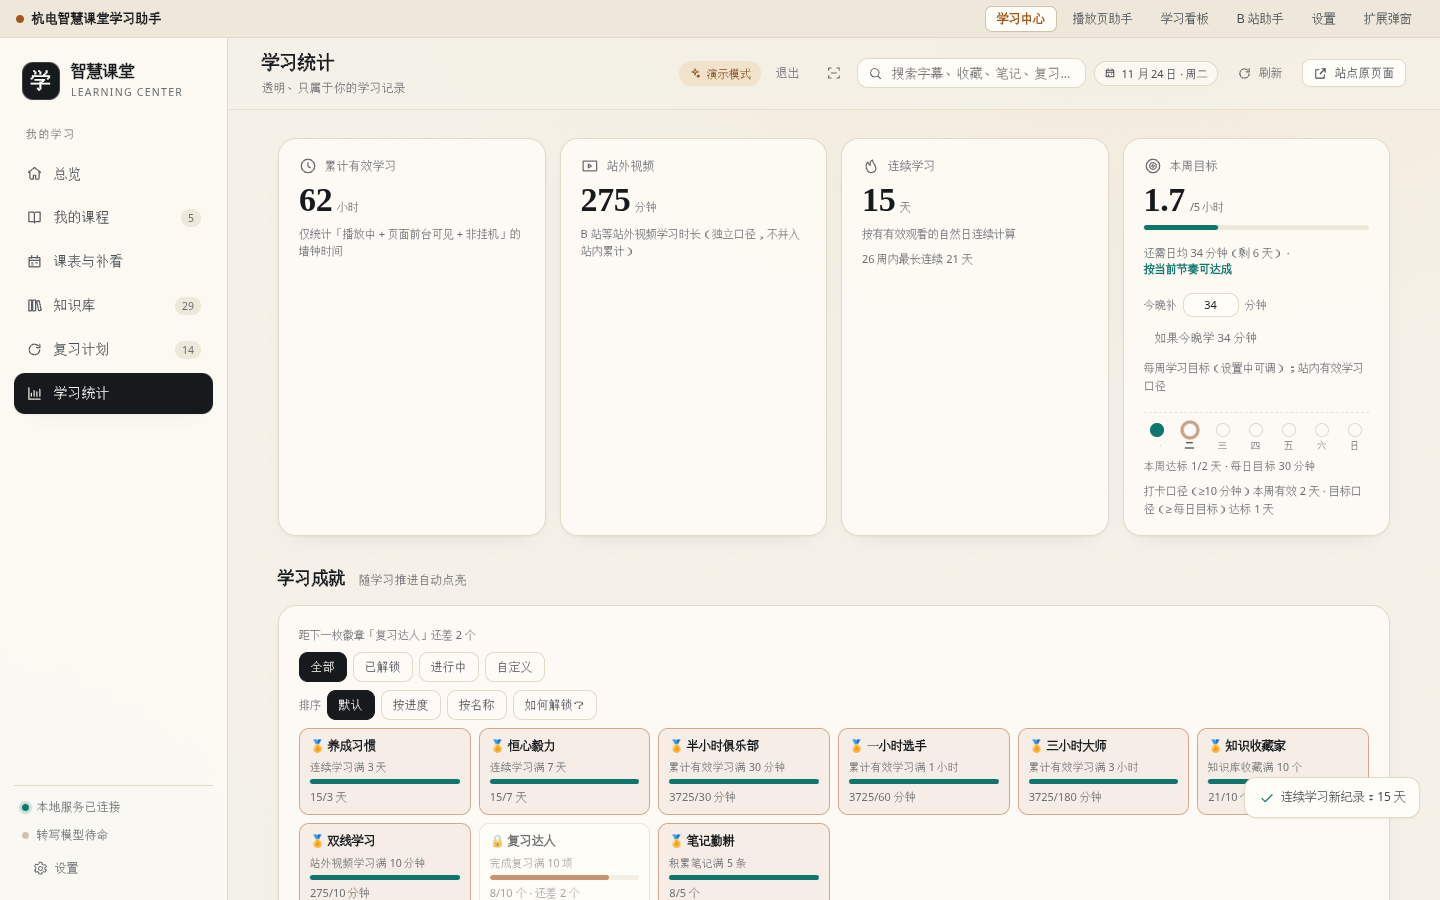 杭电智慧课堂学习助手
学习中心
播放页助手
学习看板
B 站助手
设置
扩展弹窗
学
智慧课堂
LEARNING CENTER
我的学习
总览
我的课程
5
课表与补看
知识库
29
复习计划
14
学习统计
本地服务已连接
转写模型待命
设置
学习统计
透明、只属于你的学习记录
演示模式
退出
搜索字幕、收藏、笔记、复习...
11 月 24 日 · 周二
刷新
站点原页面
累计有效学习
62 小时
仅统计「播放中 + 页面前台可见 + 非挂机」的
墙钟时间
站外视频
275 分钟
B 站等站外视频学习时长（独立口径，不并入
站内累计）
连续学习
15 天
按有有效观看的自然日连续计算
26 周内最长连续 21 天
本周目标
1.7 /5 小时
还需日均 34 分钟（剩 6 天） ·
按当前节奏可达成
今晚补 34 分钟
如果今晚学 34 分钟
每周学习目标（设置中可调）；站内有效学习
口径
二 三 四 五 六 日
本周达标 1/2 天 · 每日目标 30 分钟
打卡口径（≥10 分钟）本周有效 2 天 · 目标口
径（≥每日目标）达标 1 天
学习成就 随学习推进自动点亮
距下一枚徽章「复习达人」还差 2 个
全部 已解锁 进行中 自定义
排序 默认 按进度 按名称 如何解锁？
养成习惯
连续学习满 3 天
15/3 天
恒心毅力
连续学习满 7 天
15/7 天
半小时俱乐部
累计有效学习满 30 分钟
3725/30 分钟
一小时选手
累计有效学习满 1 小时
3725/60 分钟
三小时大师
累计有效学习满 3 小时
3725/180 分钟
知识收藏家
知识库收藏满 10 个
21/10
连续学习新纪录：15 天
双线学习
站外视频学习满 10 分钟
275/10 分钟
复习达人
完成复习满 10 项
8/10 个 · 还差 2 个
笔记勤耕
积累笔记满 5 条
8/5 个